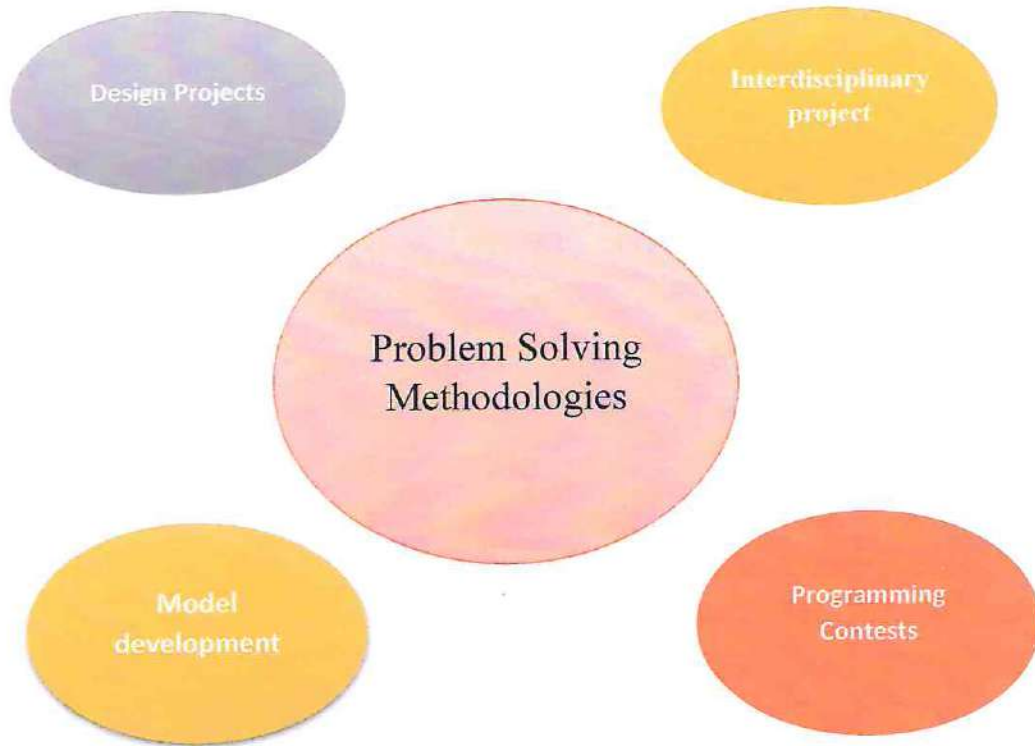 Design Projects
Interdisciplinary
project
Problem Solving
Methodologies
Model
development
Programming
Contests